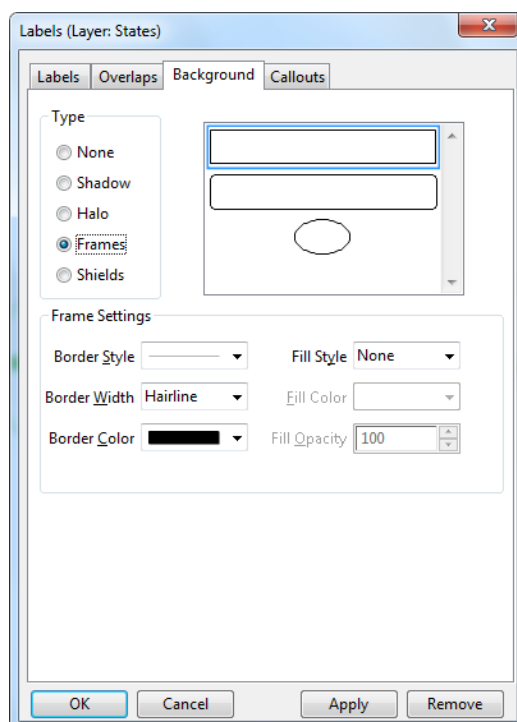 Labels (Layer: States)
x
Labels Overlaps Background Callouts
Type
None
Shadow
Halo
Frames
Shields
Frame Settings
Border Style Fill Style None
Border Width Hairline Fill Color
Border Color Fill Opacity 100
OK Cancel Apply Remove